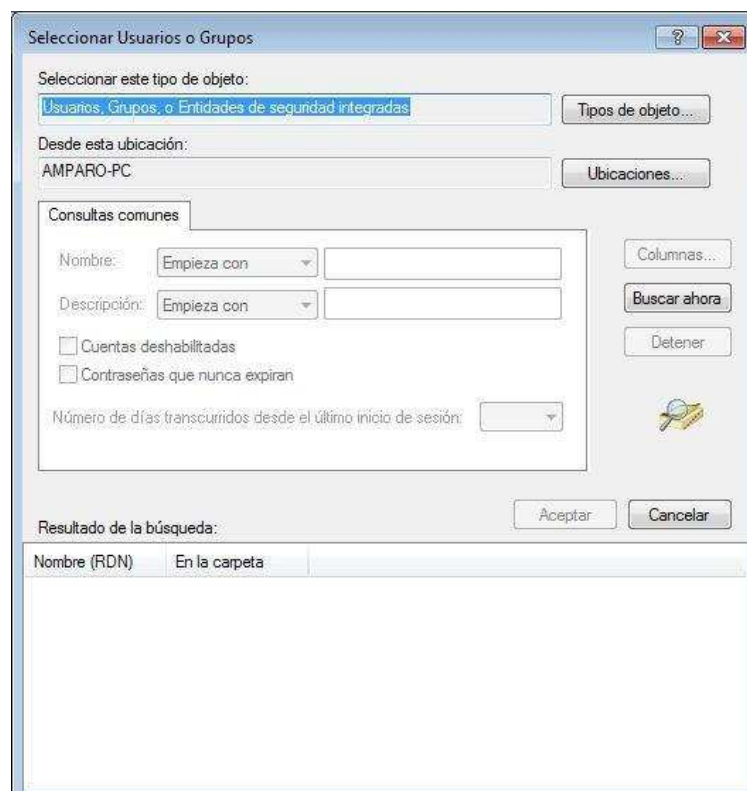 Seleccionar Usuarios o Grupos
Seleccionar este tipo de objeto:
Usuarios, Grupos, o Entidades de seguridad integradas
Tipos de objeto...
Desde esta ubicación:
AMPARO-PC
Ubicaciones...
Consultas comunes
Nombre:
Empieza con
Columnas...
Descripción:
Empieza con
Buscar ahora
Cuentas deshabilitadas
Detener
Contraseñas que nunca expiran
Número de días transcurridos desde el último inicio de sesión:
Aceptar
Cancelar
Resultado de la búsqueda:
Nombre (RDN)
En la carpeta